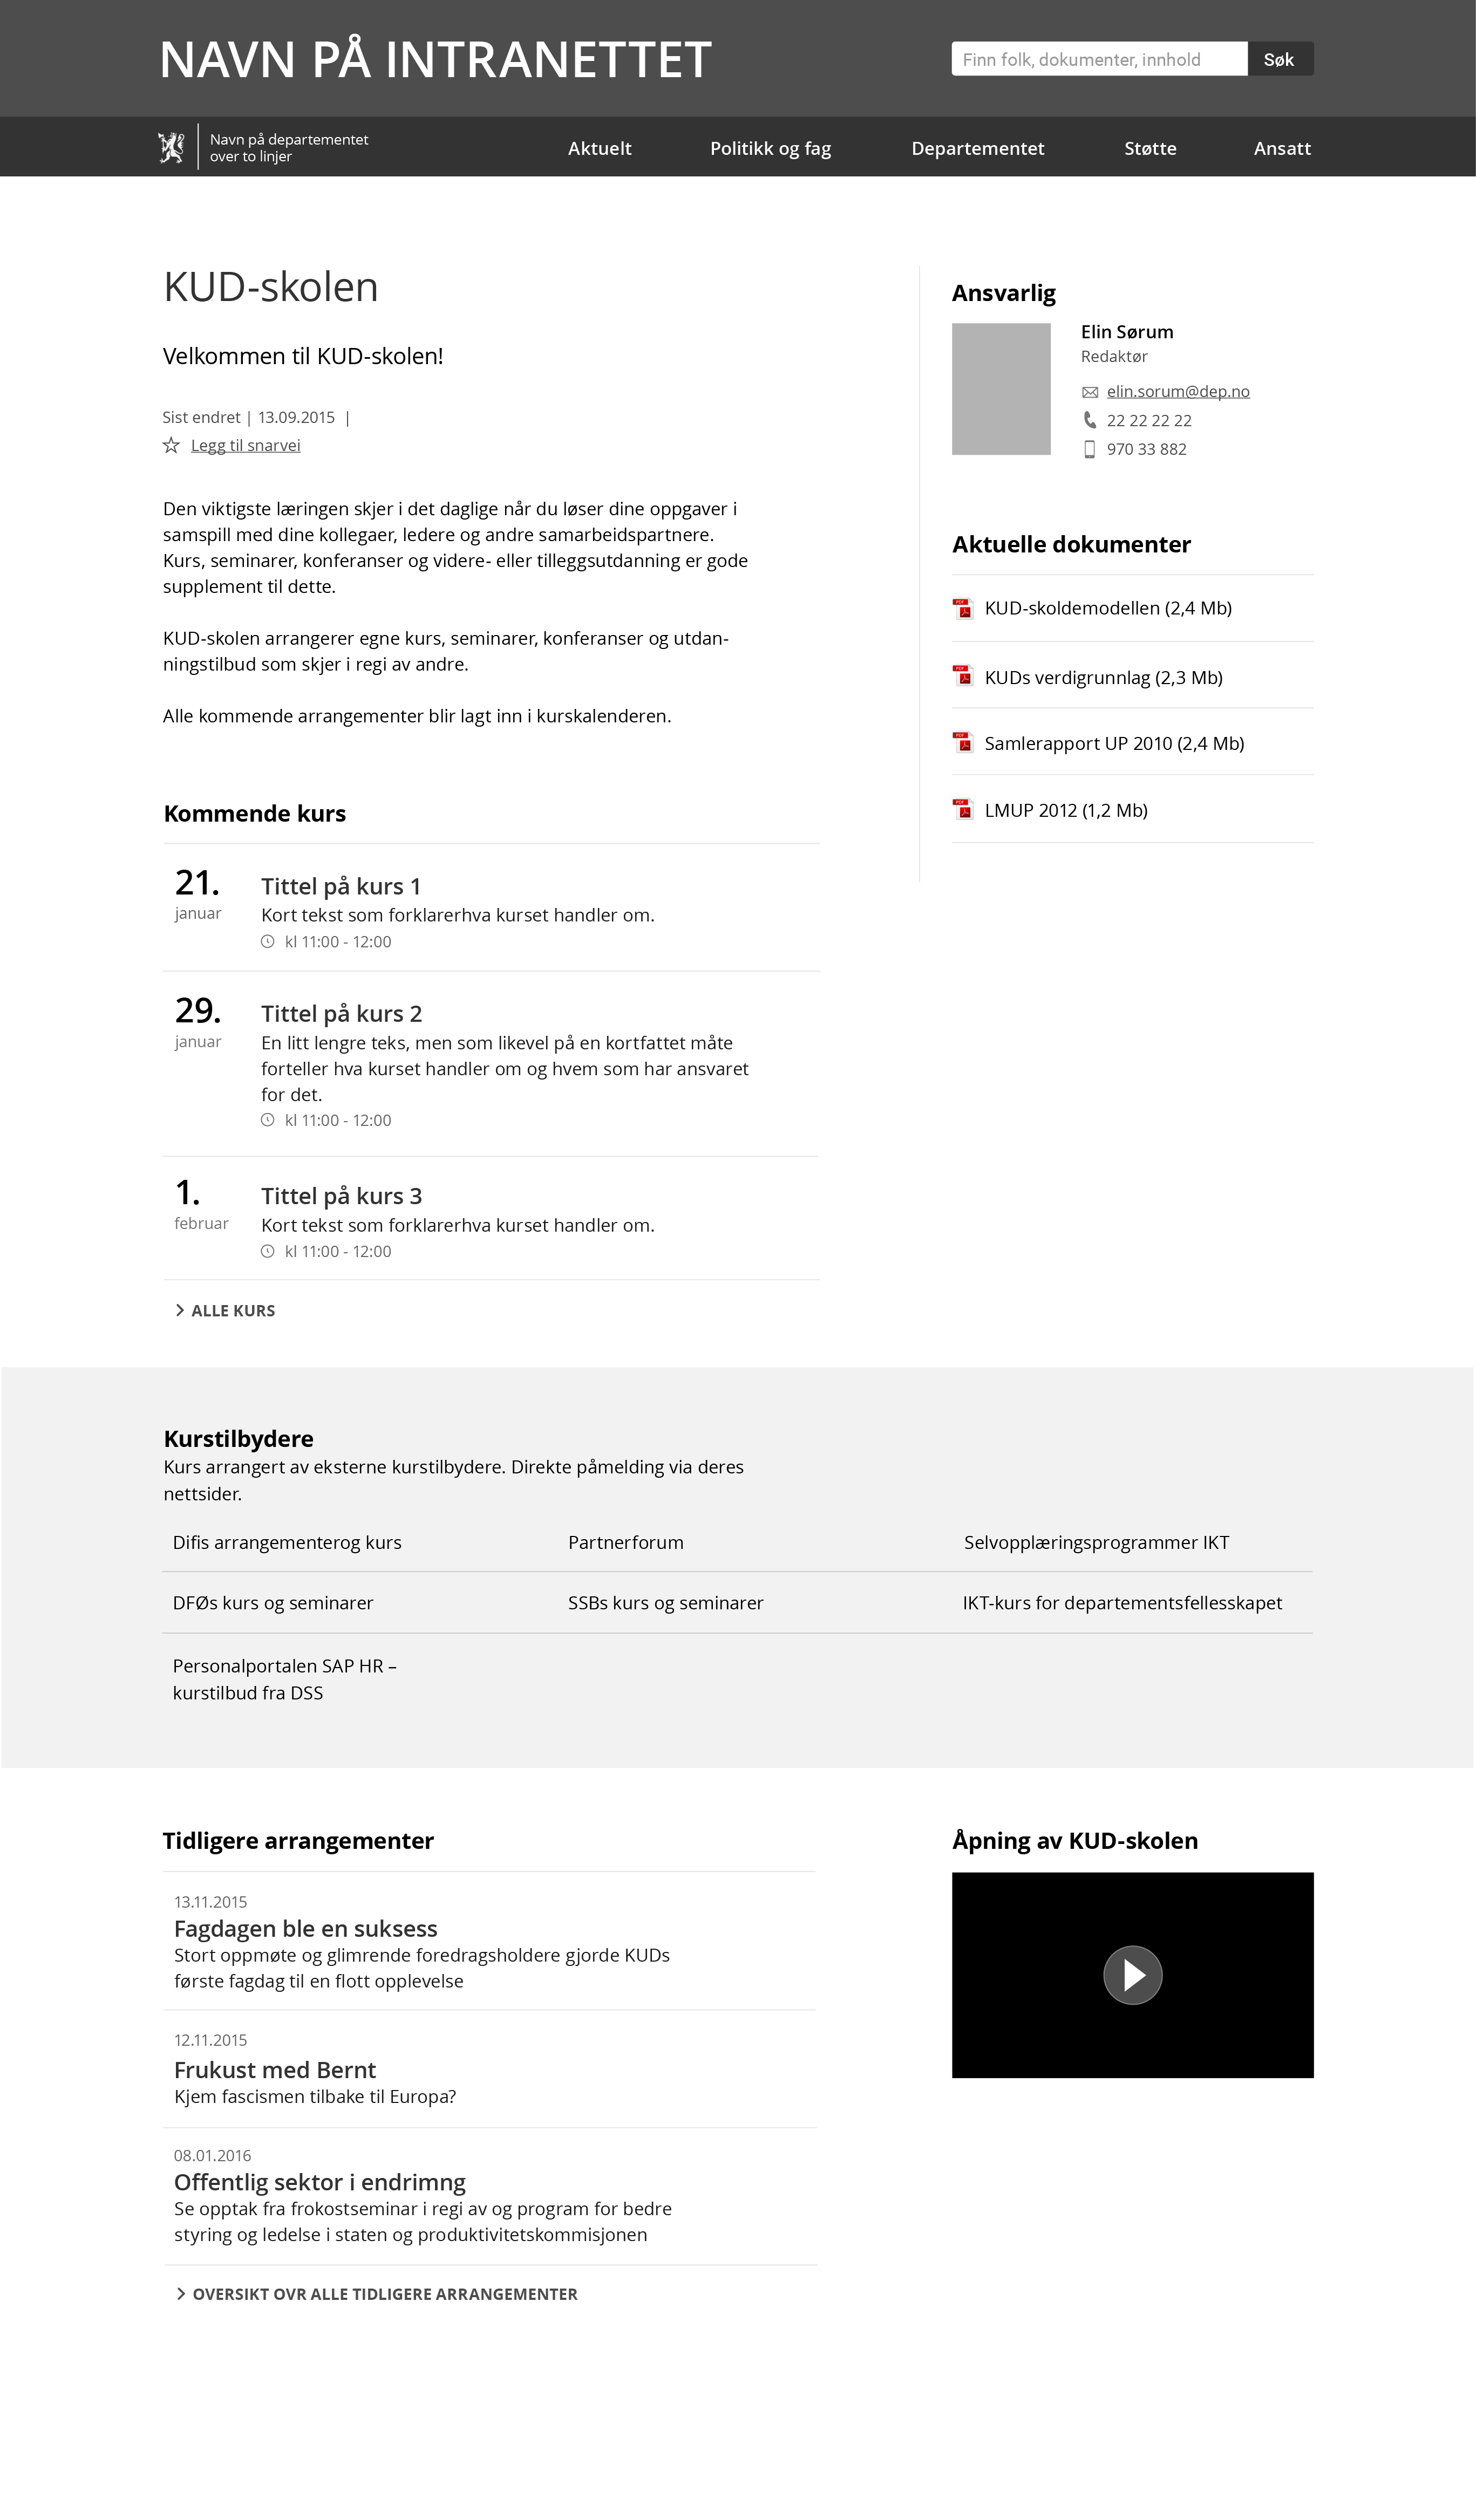 NAVN PÅ INTRANETTET
Finn folk, dokumenter, innhold
Søk
Navn på departementet
over to linjer
Aktuelt
Politikk og fag
Departementet
Støtte
Ansatt
KUD-skolen
Velkommen til KUD-skolen!
Sist endret | 13.09.2015 |
Legg til snarvei
Den viktigste læringen skjer i det daglige når du løser dine oppgaver i
samspill med dine kollegaer, ledere og andre samarbeidspartnere.
Kurs, seminarer, konferanser og videre- eller tilleggsutdanning er gode
supplement til dette.
KUD-skolen arrangerer egne kurs, seminarer, konferanser og utdan-
ningstilbud som skjer i regi av andre.
Alle kommende arrangementer blir lagt inn i kurskalenderen.
Ansvarlig
Elin Sørum
Redaktør
elin.sorum@dep.no
22 22 22 22
970 33 882
Aktuelle dokumenter
PDF KUD-skoldemodellen (2,4 Mb)
PDF KUDs verdigrunnlag (2,3 Mb)
PDF Samlerapport UP 2010 (2,4 Mb)
PDF LMUP 2012 (1,2 Mb)
Kommende kurs
21.
januar
Tittel på kurs 1
Kort tekst som forklarerhva kurset handler om.
kl 11:00 - 12:00
29.
januar
Tittel på kurs 2
En litt lengre teks, men som likevel på en kortfattet måte
forteller hva kurset handler om og hvem som har ansvaret
for det.
kl 11:00 - 12:00
1.
februar
Tittel på kurs 3
Kort tekst som forklarerhva kurset handler om.
kl 11:00 - 12:00
ALLE KURS
Kurstilbydere
Kurs arrangert av eksterne kurstilbydere. Direkte påmelding via deres
nettsider.
Difis arrangementerog kurs
Partnerforum
Selvopplæringsprogrammer IKT
DFØs kurs og seminarer
SSBs kurs og seminarer
IKT-kurs for departementsfellesskapet
Personalportalen SAP HR –
kurstilbud fra DSS
Tidligere arrangementer
13.11.2015
Fagdagen ble en suksess
Stort oppmøte og glimrende foredragsholdere gjorde KUDs
første fagdag til en flott opplevelse
12.11.2015
Frukust med Bernt
Kjem fascismen tilbake til Europa?
08.01.2016
Offentlig sektor i endrimng
Se opptak fra frokostseminar i regi av og program for bedre
styring og ledelse i staten og produktivitetskommisjonen
OVERSIKT OVR ALLE TIDLIGERE ARRANGEMENTER
Åpning av KUD-skolen